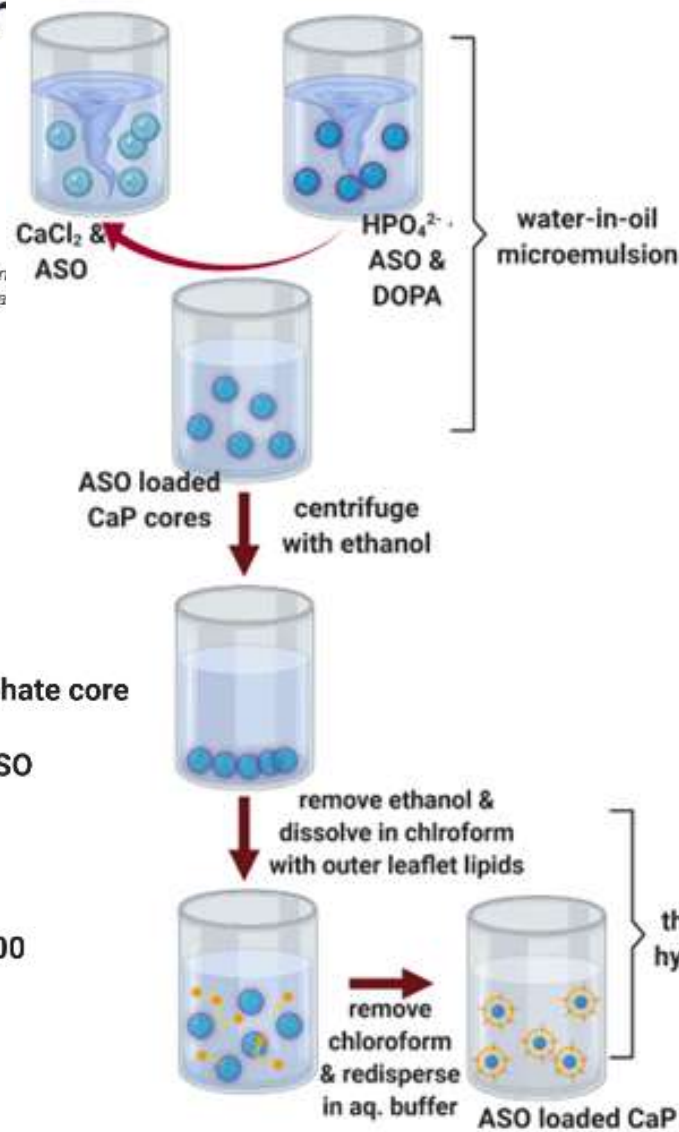 CaCl₂ &
ASO
HPO₄²⁻
ASO &
DOPA
water-in-oil
microemulsion
ASO loaded
CaP cores
centrifuge
with ethanol
hate core
SO
remove ethanol &
dissolve in chlroform
with outer leaflet lipids
00
th
hy
remove
chloroform
& redisperse
in aq. buffer
ASO loaded CaP